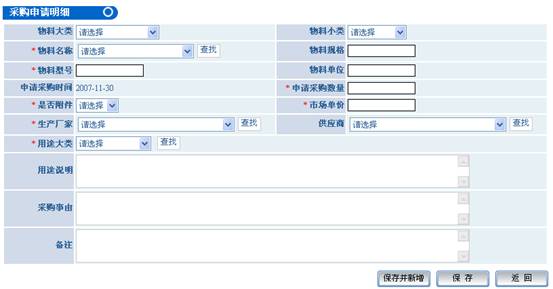 采购申请明细
物料大类 请选择 物料小类 请选择
*物料名称 请选择 查找 物料规格
*物料型号 物料单位
申请采购时间 2007-11-30 *申请采购数量
*是否附件 请选择 *市场单价
*生产厂家 请选择 查找 供应商 请选择 查找
*用途大类 请选择 查找
用途说明
采购事由
备注
保存并新增 保存 返回